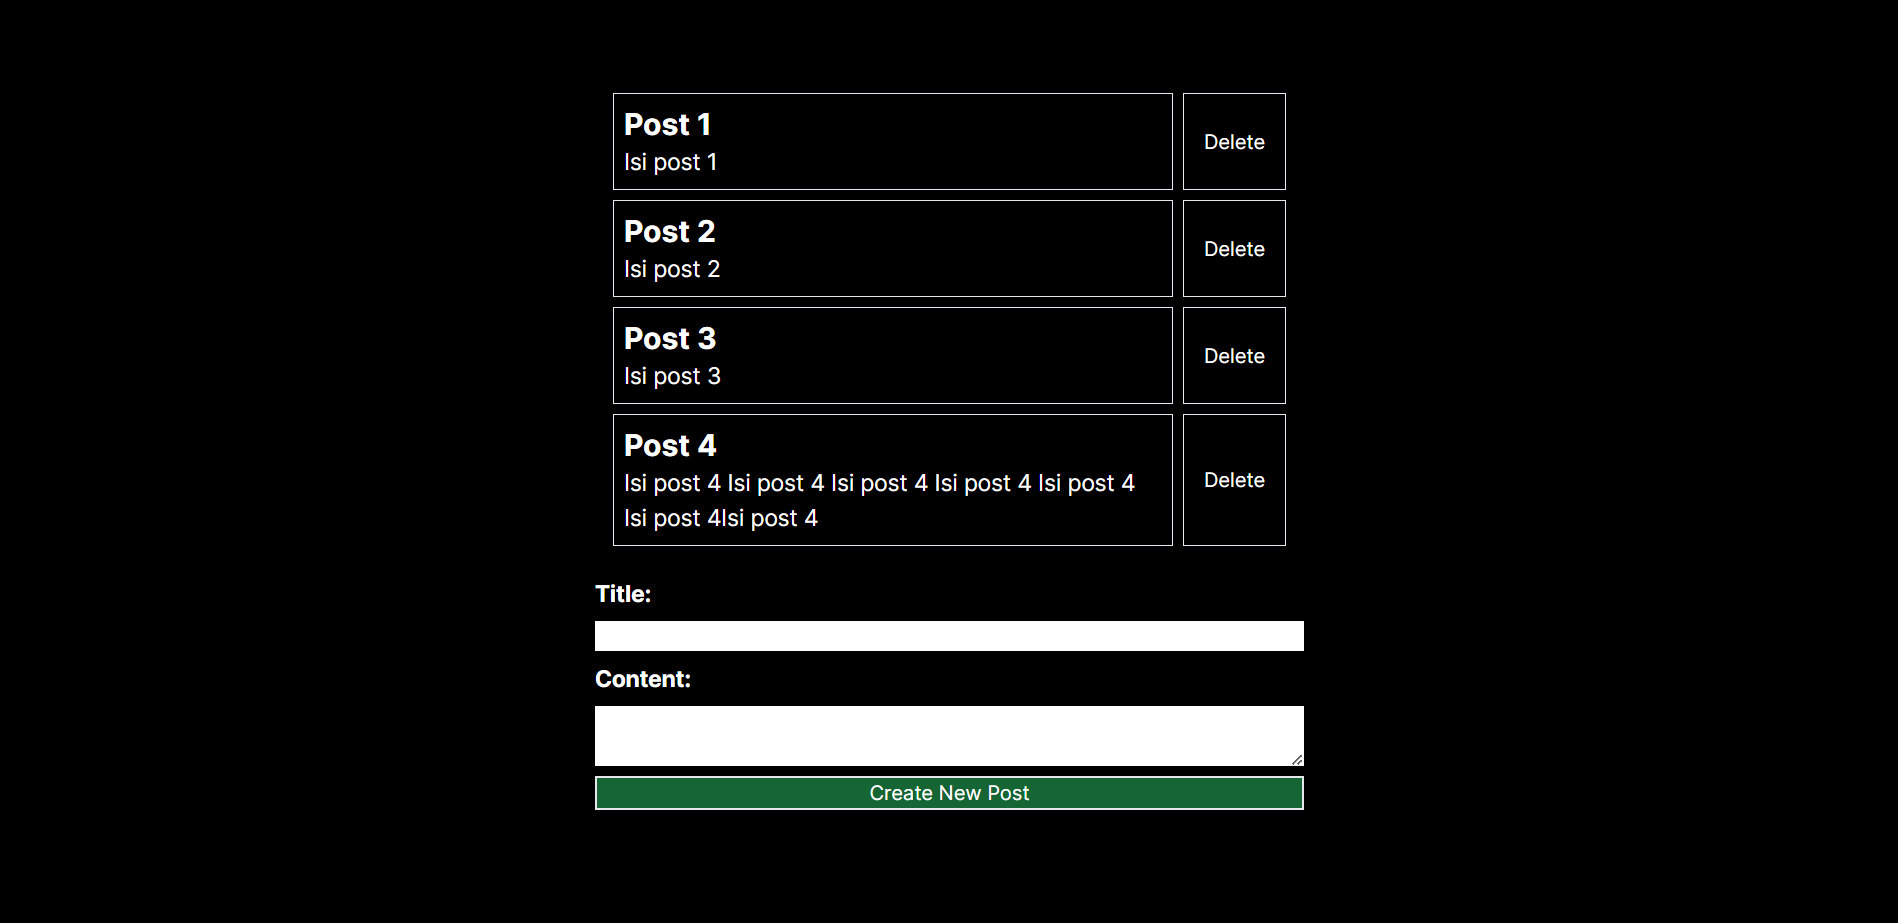 Post 1
Isi post 1
Delete
Post 2
Isi post 2
Delete
Post 3
Isi post 3
Delete
Post 4
Isi post 4 Isi post 4 Isi post 4 Isi post 4 Isi post 4
Isi post 4Isi post 4
Delete
Title:
Content:
Create New Post